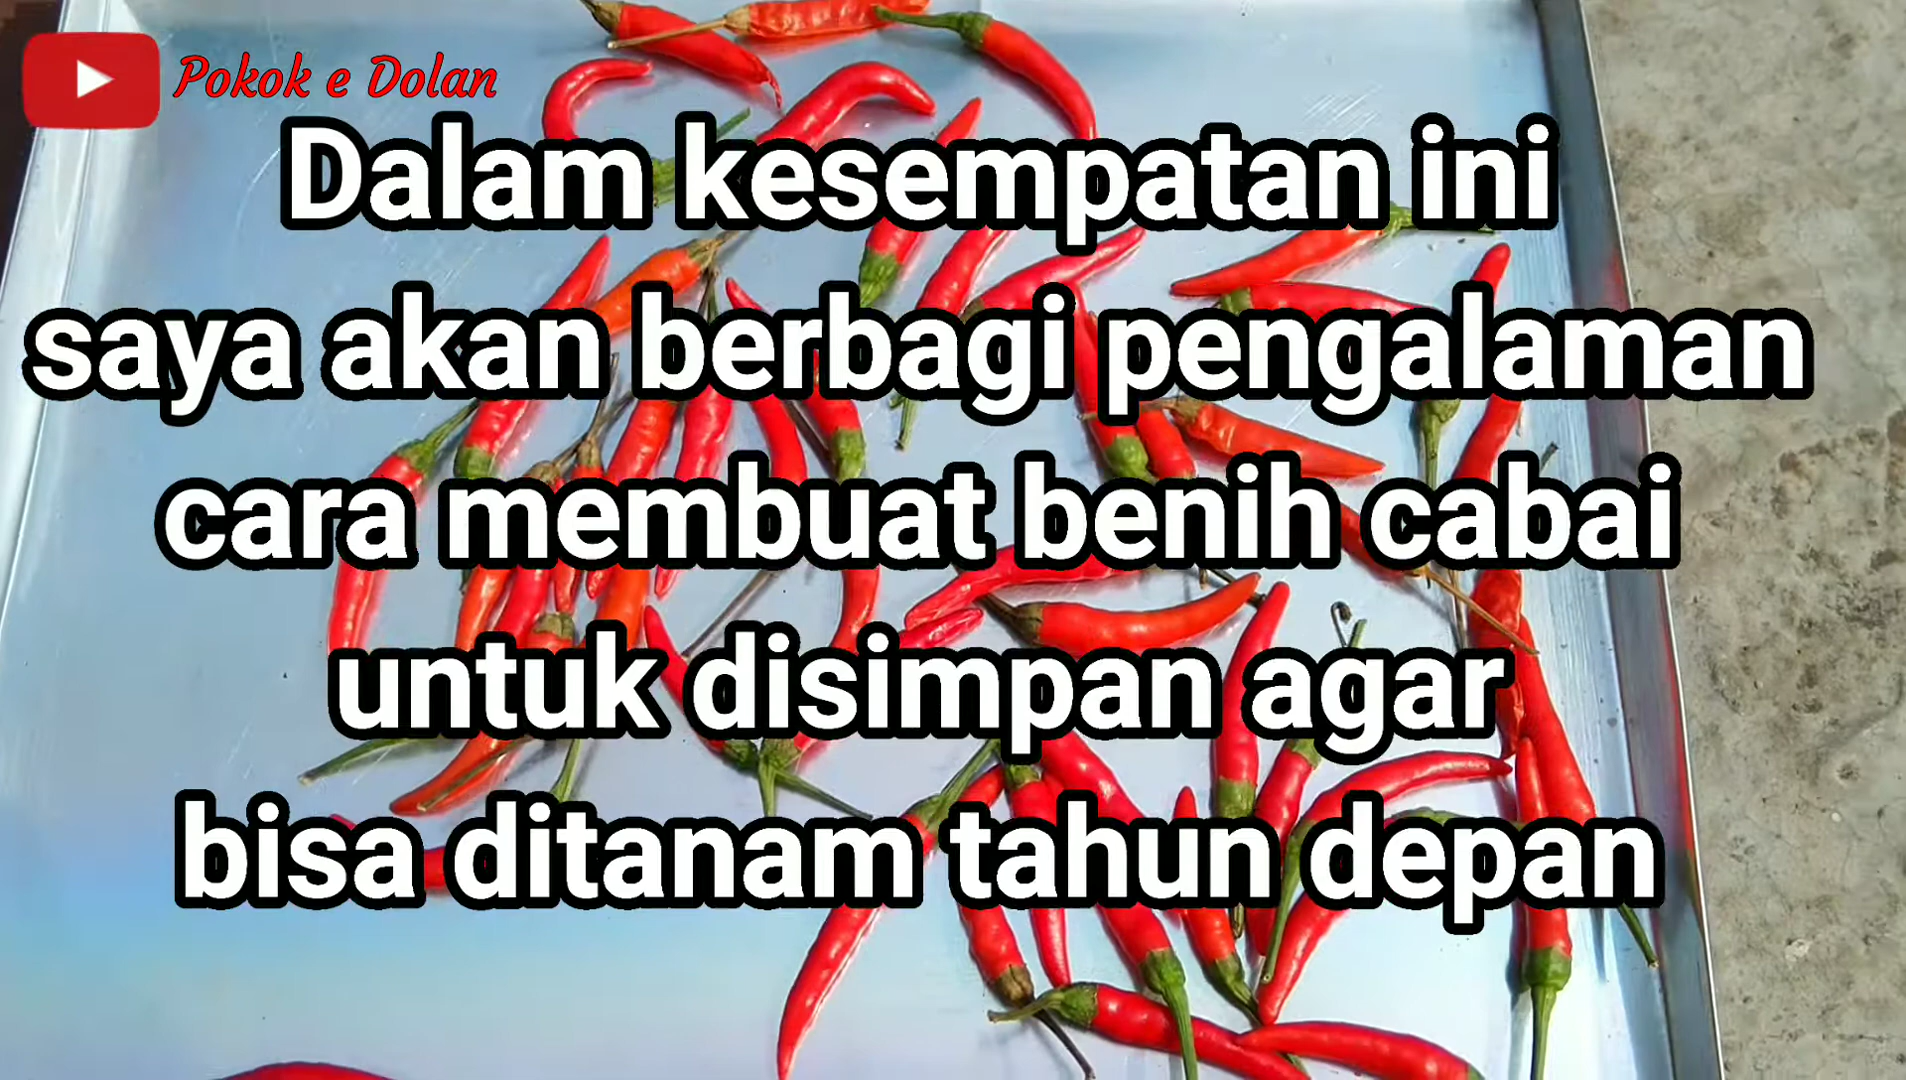 Pokok e Dolan
Dalam kesempatan ini
saya akan berbagi pengalaman
cara membuat benih cabai
untuk disimpan agar
bisa ditanam tahun depan